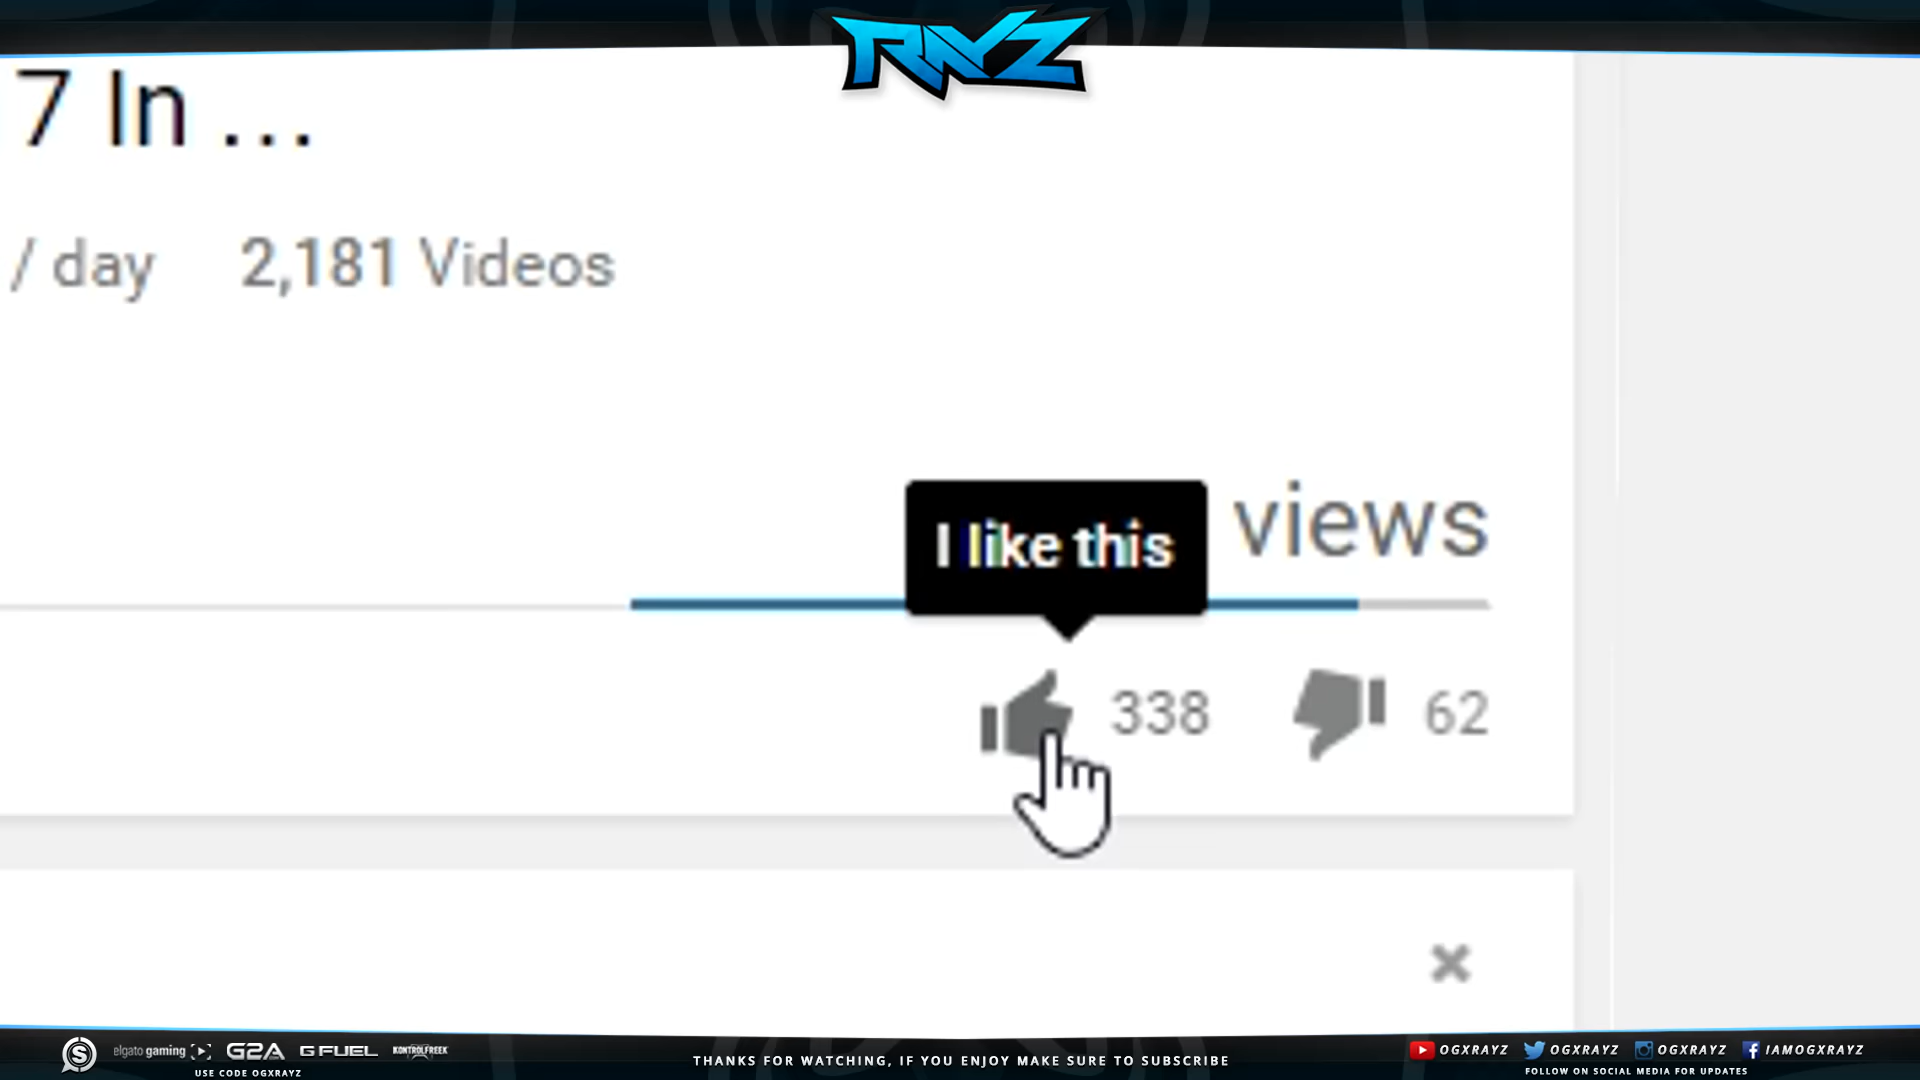 RNYZ
7 In ...
/ day 2,181 Videos
I like this
views
338 62
elgato gaming G2A G FUEL KONTROLFREEK
USE CODE OGXRAYZ
THANKS FOR WATCHING, IF YOU ENJOY MAKE SURE TO SUBSCRIBE
OGXRAYZ OGXRAYZ OGXRAYZ IAMOGXRAYZ
FOLLOW ON SOCIAL MEDIA FOR UPDATES